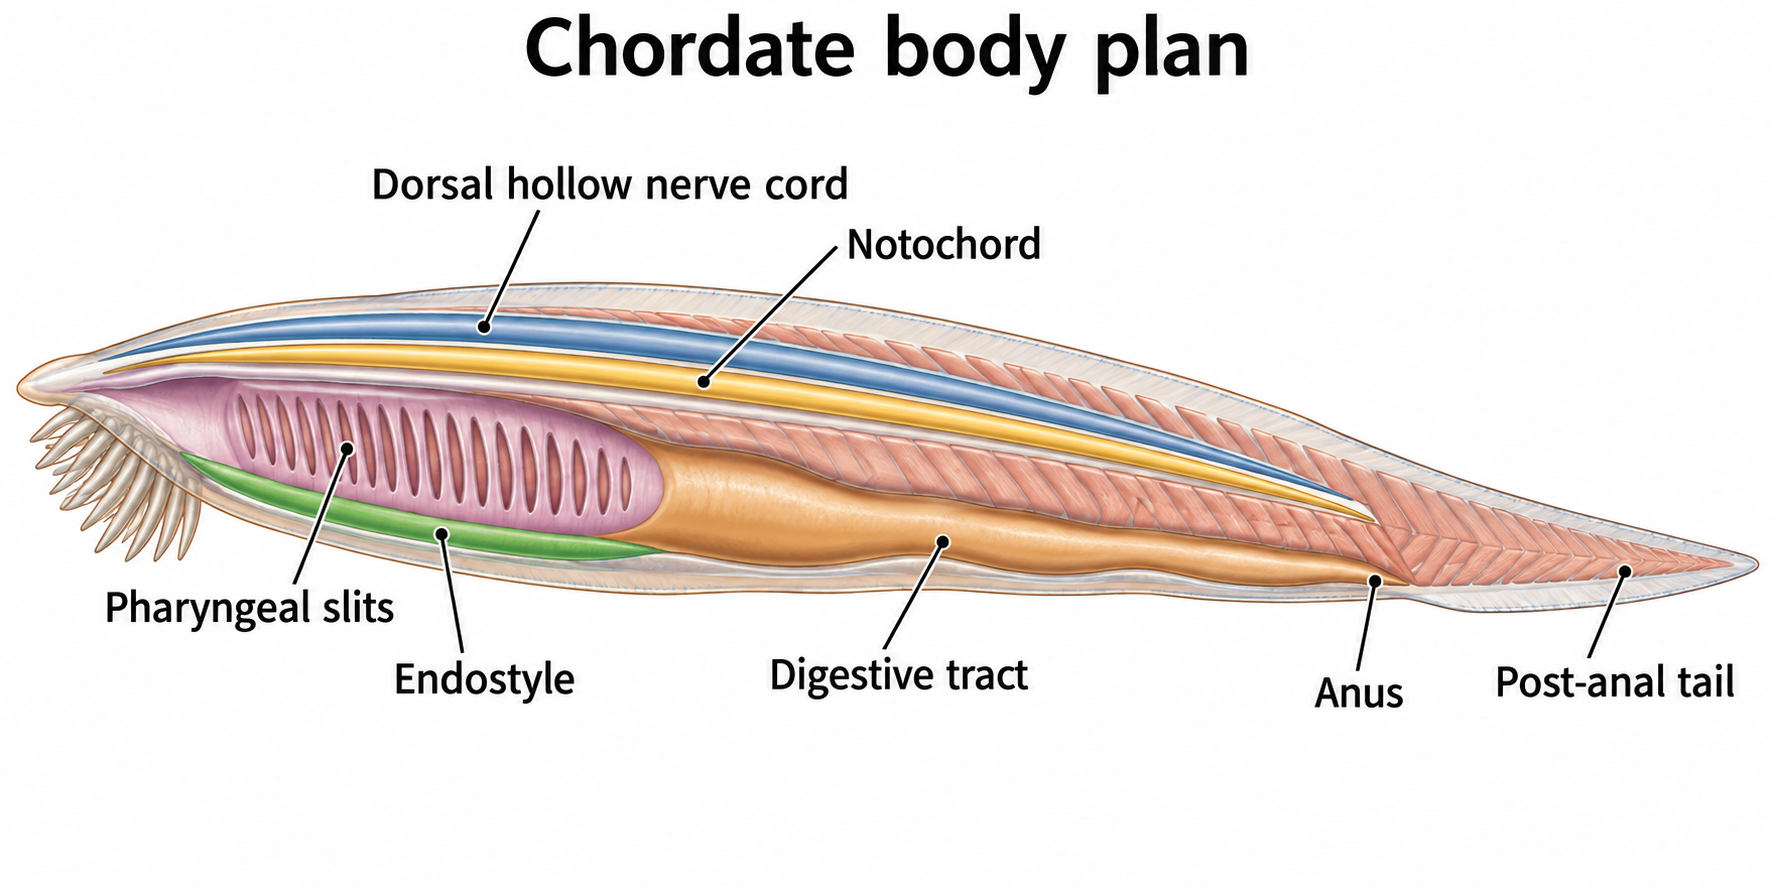 Chordate body plan
Dorsal hollow nerve cord
Notochord
Pharyngeal slits
Endostyle
Digestive tract
Anus
Post-anal tail